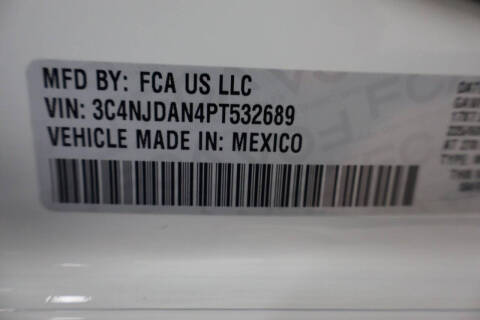 MFD BY: FCA US LLC
VIN: 3C4NJDAN4PT532689
VEHICLE MADE IN: MEXICO